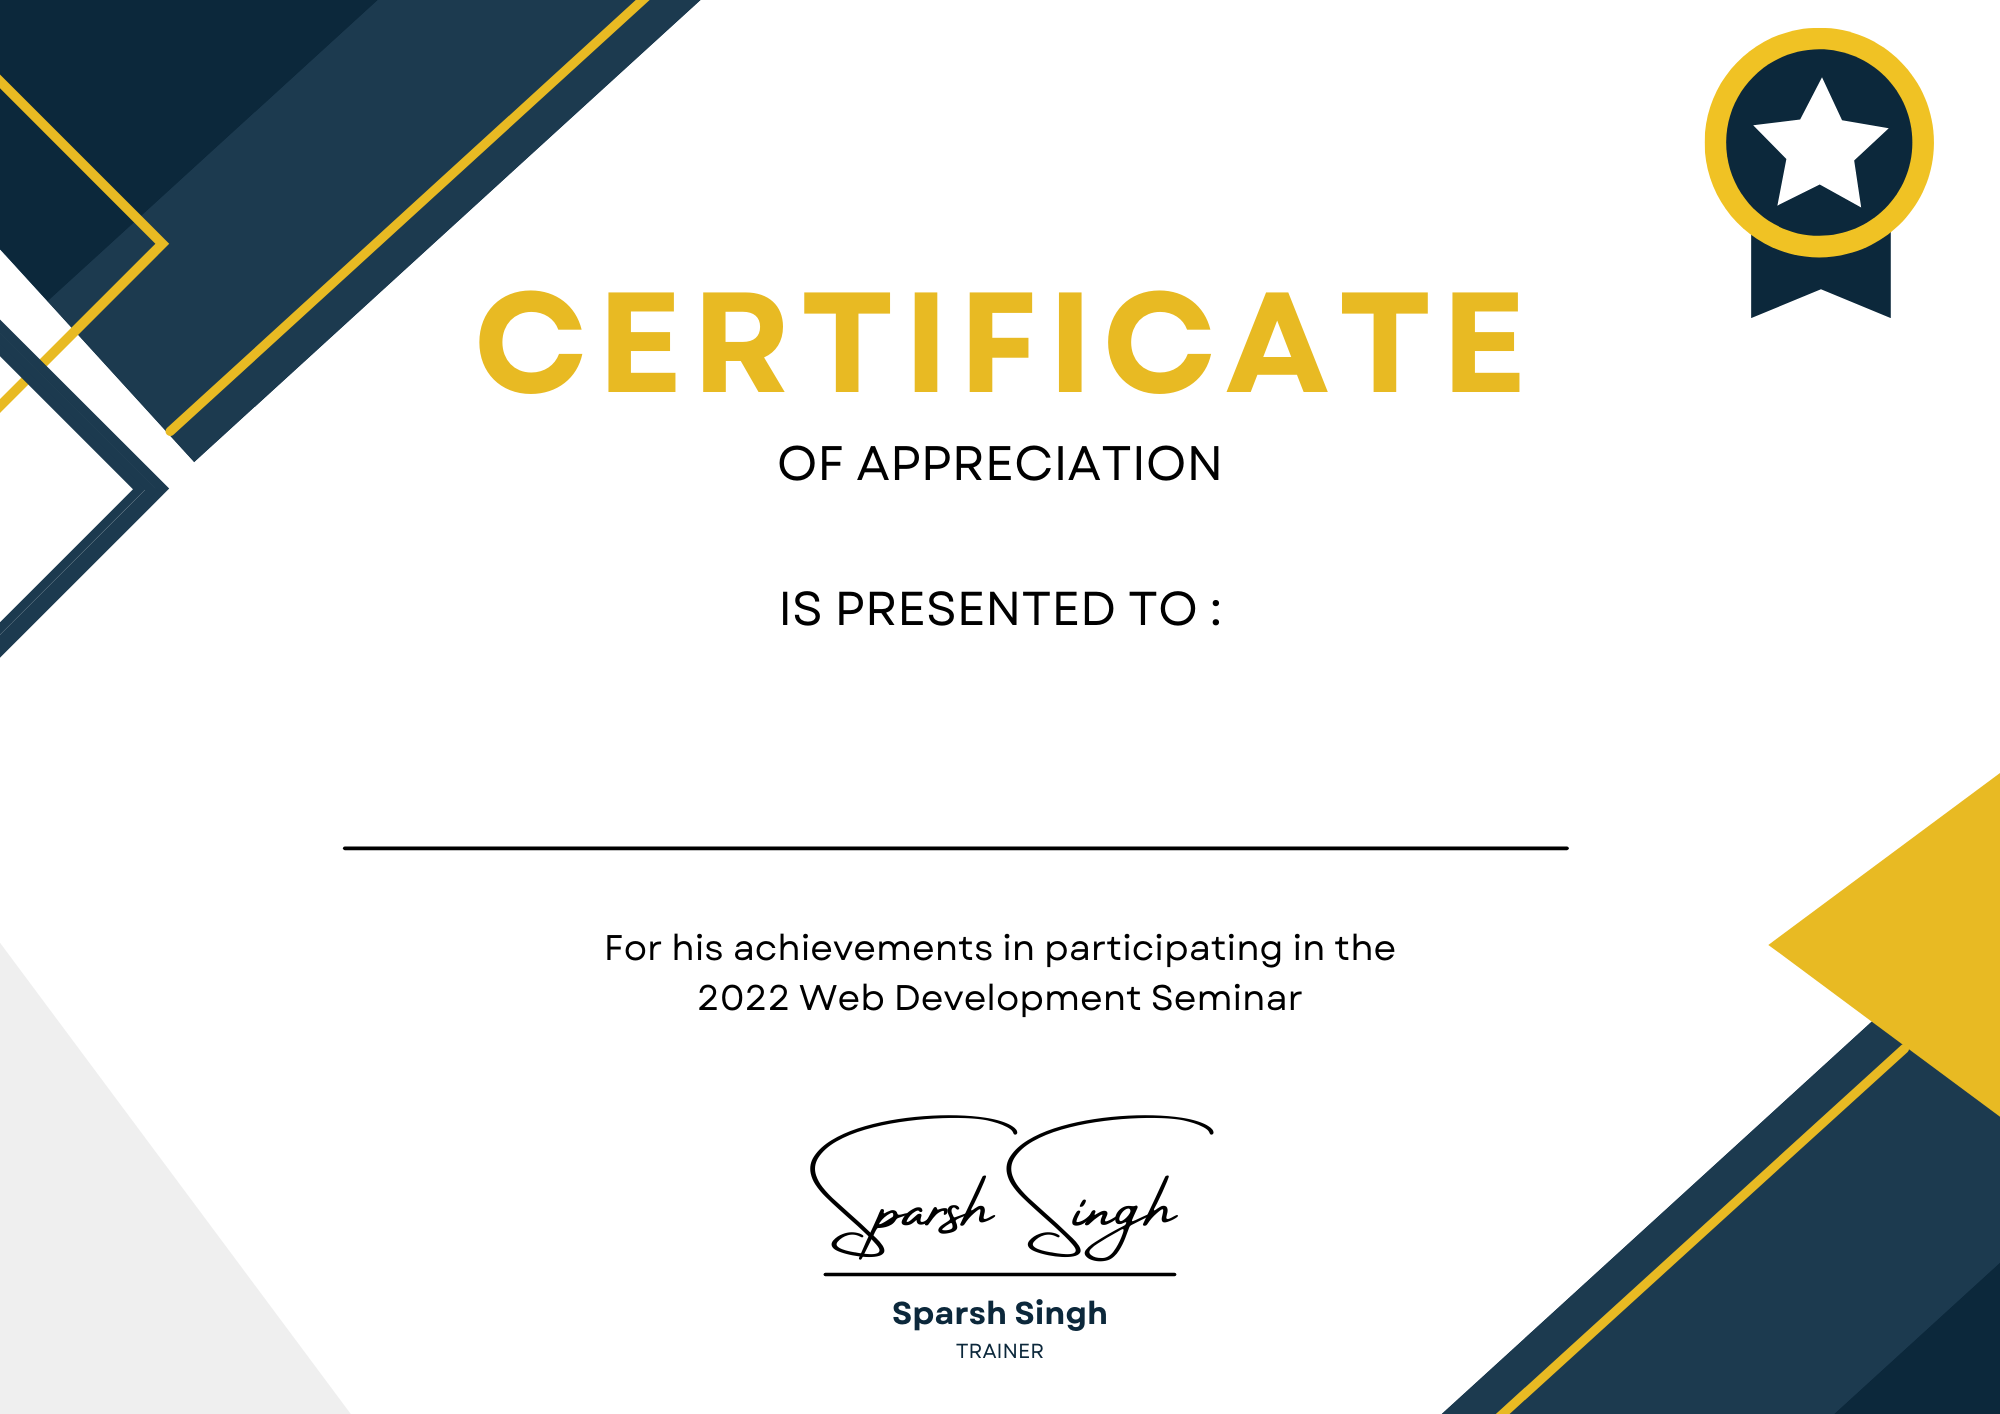 CERTIFICATE
OF APPRECIATION
IS PRESENTED TO :
For his achievements in participating in the
2022 Web Development Seminar
Sparsh Singh
Sparsh Singh
TRAINER